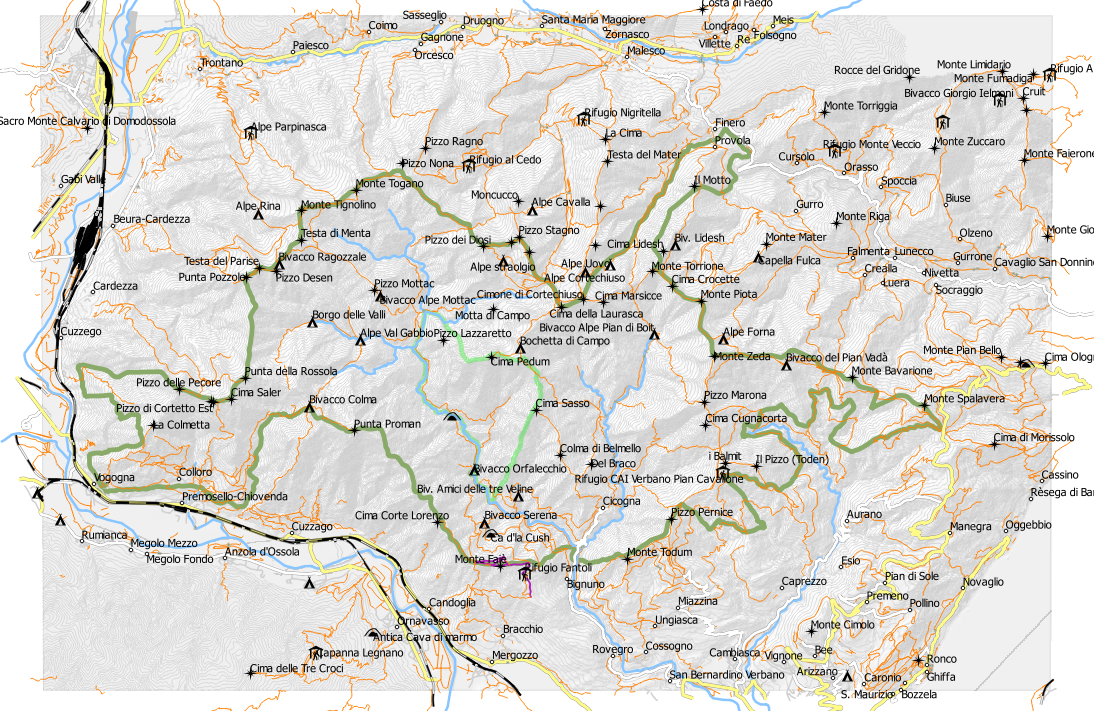 Costa di Faedo
Sasseglio
Santa Maria Maggiore
Meis
Druogno
Coimo
Londrago
Zornasco
Gagnone
Folsogno
Re
Villette
Paiesco
Orcesco
Malesco
Trontano
Monte Limidario
Rocce del Gridone
Rifugio A
Monte Fumadiga
Bivacco Giorgio Ielmoni
Cruit
Monte Torriggia
Rifugio Nigritella
Sacro Monte Calvario di Domodossola
Finero
Alpe Parpinasca
La Cima
Provola
Pizzo Ragno
Rifugio Monte Veccio
Monte Zuccaro
Testa del Mater
Cursolo
Monte Faierone
Pizzo Nona
Rifugio al Cedo
Orasso
Gabi Valle
Il Motto
Spoccia
Monte Togano
Moncucco
Alpe Cavalla
Biuse
Alpe Rina
Monte Tignolino
Gurro
Beura-Cardezza
Monte Riga
Testa di Menta
Pizzo Stagno
Olzeno
Monte Gio
Pizzo dei Diosi
Cima Lidesh
Biv. Lidesh
Monte Mater
Falmenta
Lunecco
Testa del Parise
Bivacco Ragozzale
Capella Fulca
Gurrone
Cavaglio San Donnino
Alpe straolgio
Alpe Uovo
Monte Torrione
Crealla
Nivetta
Punta Pozzolo
Pizzo Desen
Alpe Cortechiuso
Cima Crocette
Luera
Socraggio
Cardezza
Pizzo Mottac
Cimone di Cortechiuso
Cima Marsicce
Monte Piota
Bivacco Alpe Mottac
Borgo delle Valli
Motta di Campo
Cima della Laurasca
Cuzzego
Alpe Val Gabbio
Pizzo Lazzaretto
Bivacco Alpe Pian di Boit
Alpe Forna
Bochetta di Campo
Monte Zeda
Bivacco del Pian Vadà
Monte Pian Bello
Cima Pedum
Cima Ologn
Punta della Rossola
Monte Bavarione
Pizzo delle Pecore
Cima Saler
Bivacco Colma
Pizzo Marona
Monte Spalavera
Pizzo di Cortetto Est
Cima Sasso
La Colmetta
Punta Proman
Cima Cugnacorta
Cima di Morissolo
Colma di Belmello
i Balmit
Il Pizzo (Toden)
Colloro
Bivacco Orfalecchio
Del Braco
Vogogna
Rifugio CAI Verbano Pian Cavallone
Cassino
Biv. Amici delle tre Veline
Rèsega di Bar
Premosello-Chiovenda
Cicogna
Cima Corte Lorenzo
Bivacco Serena
Pizzo Pernice
Aurano
Cuzzago
Manegra
Oggebbio
Rumianca
Ca d'la Cush
Megolo Mezzo
Anzola d'Ossola
Monte Todum
Megolo Fondo
Monte Faié
Rifugio Fantoli
Esio
Bignuno
Caprezzo
Pian di Sole
Novaglio
Candoglia
Miazzina
Premeno
Pollino
Ornavasso
Ungiasca
Bracchio
Monte Cimolo
Antica Cava di marmo
Capanna Legnano
Rovegro
Cossogno
Cambiasca
Vignone
Bee
Mergozzo
Ronco
Cima delle Tre Croci
San Bernardino Verbano
Arizzano
Caronio
Ghiffa
S. Maurizio
Bozzela